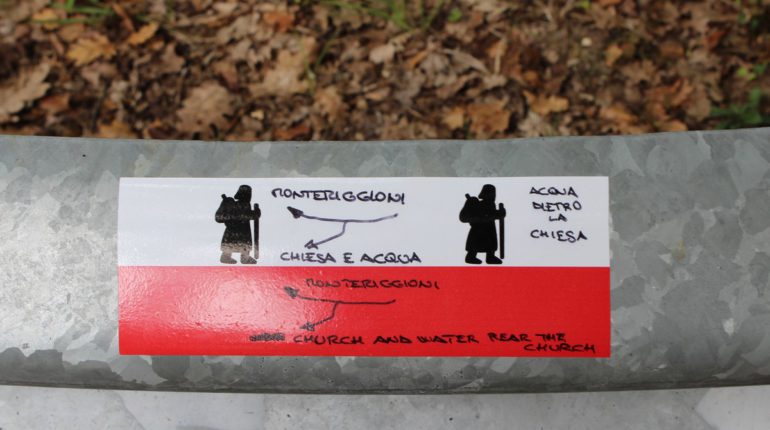 MONTERIGGIONI
CHIESA E ACQUA
ACQUA
DIETRO
LA
CHIESA
MONTERIGGIONI
CHURCH AND WATER REAR THE
CHURCH